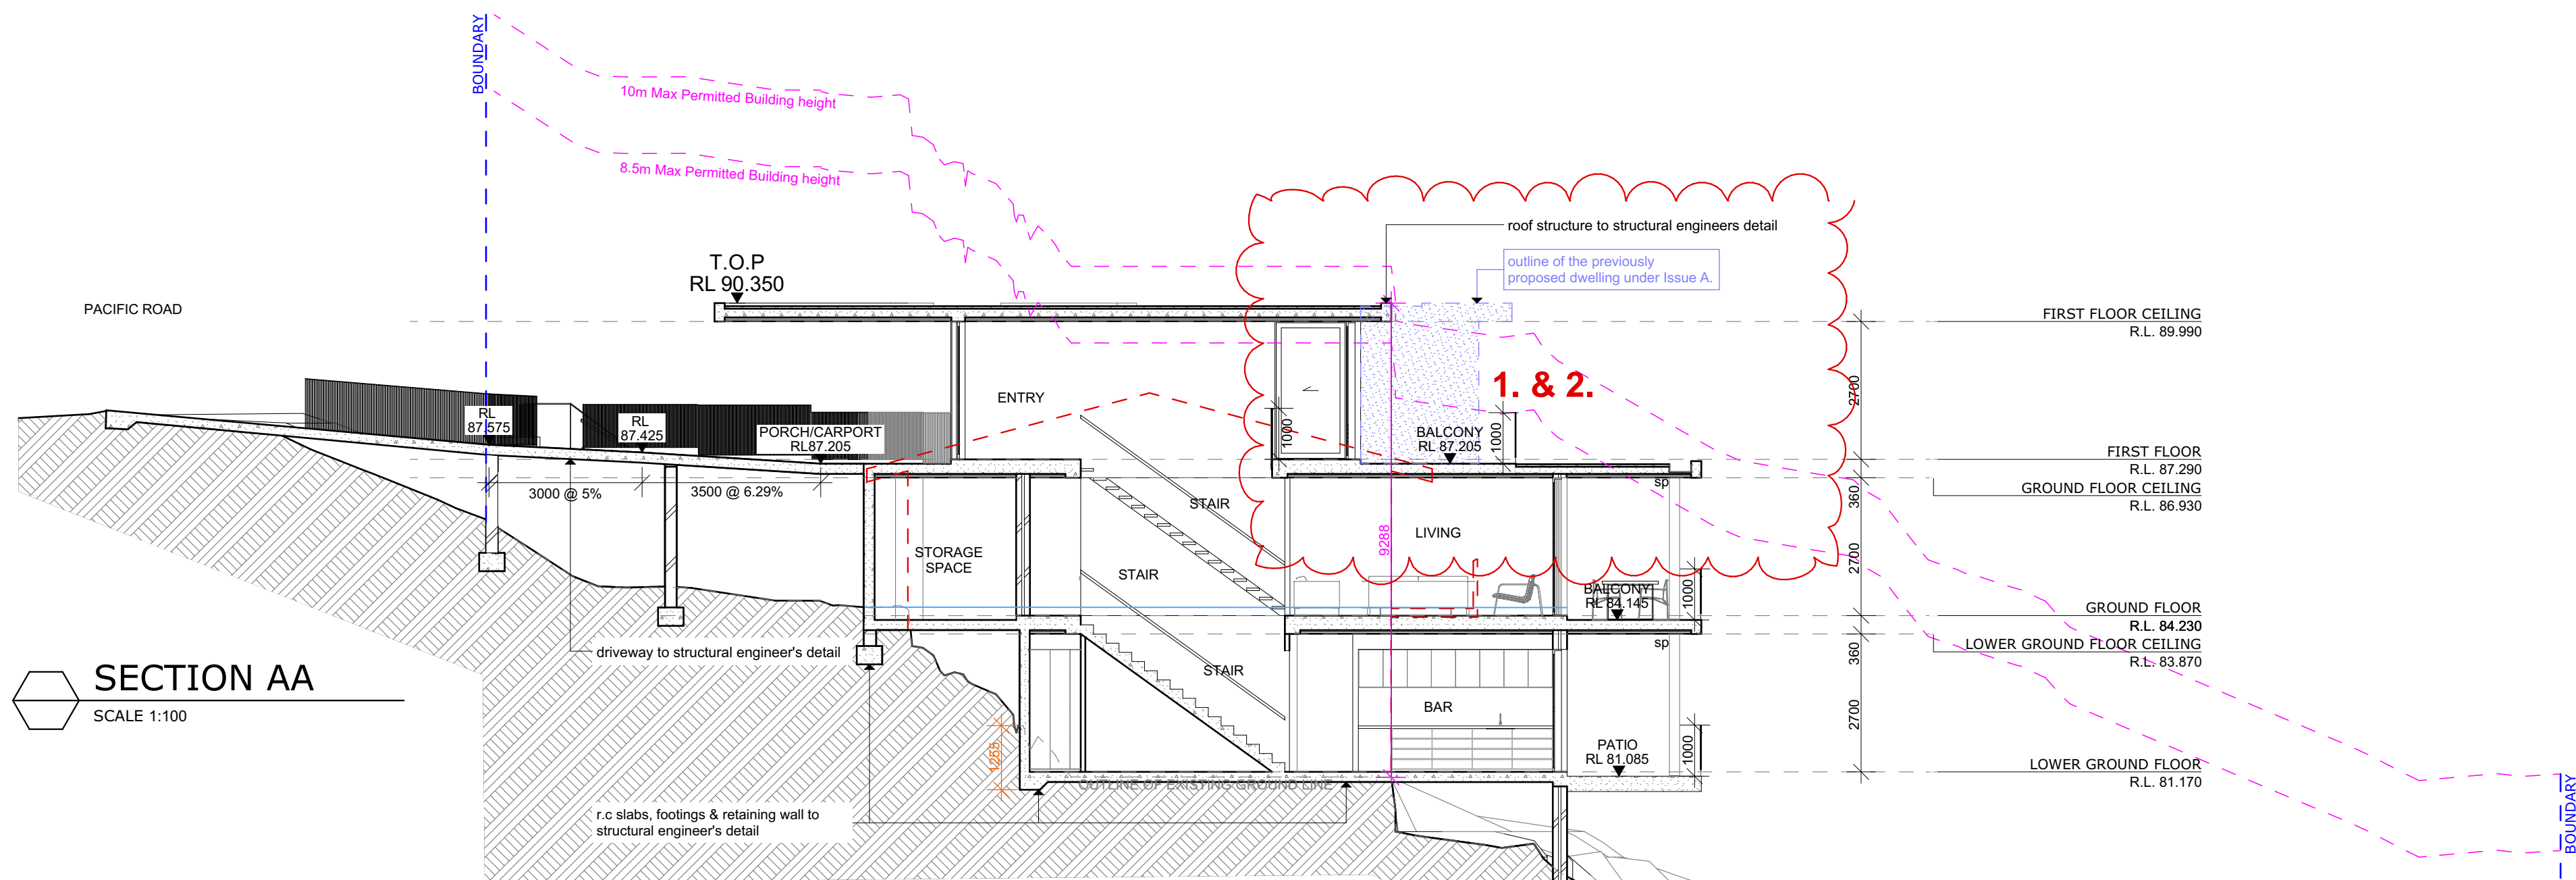 BOUNDARY
10m Max Permitted Building height
8.5m Max Permitted Building height
roof structure to structural engineers detail
outline of the previously
proposed dwelling under Issue A.
T.O.P
RL 90.350
PACIFIC ROAD
FIRST FLOOR CEILING
R.L. 89.990
2700
1. & 2.
ENTRY
RL
87.575
RL
87.425
PORCH/CARPORT
RL87.205
1000
BALCONY
RL 87.205
1000
FIRST FLOOR
R.L. 87.290
3000 @ 5%
3500 @ 6.29%
sp
360
GROUND FLOOR CEILING
R.L. 86.930
STAIR
9288
LIVING
STORAGE
SPACE
STAIR
2700
BALCONY
RL 84.145
1000
GROUND FLOOR
R.L. 84.230
driveway to structural engineer's detail
STAIR
sp
360
LOWER GROUND FLOOR CEILING
R.L. 83.870
SECTION AA
SCALE 1:100
BAR
2700
1255
PATIO
RL 81.085
1000
LOWER GROUND FLOOR
R.L. 81.170
OUTLINE OF EXISTING GROUND LINE
r.c slabs, footings & retaining wall to
structural engineer's detail
BOUNDARY